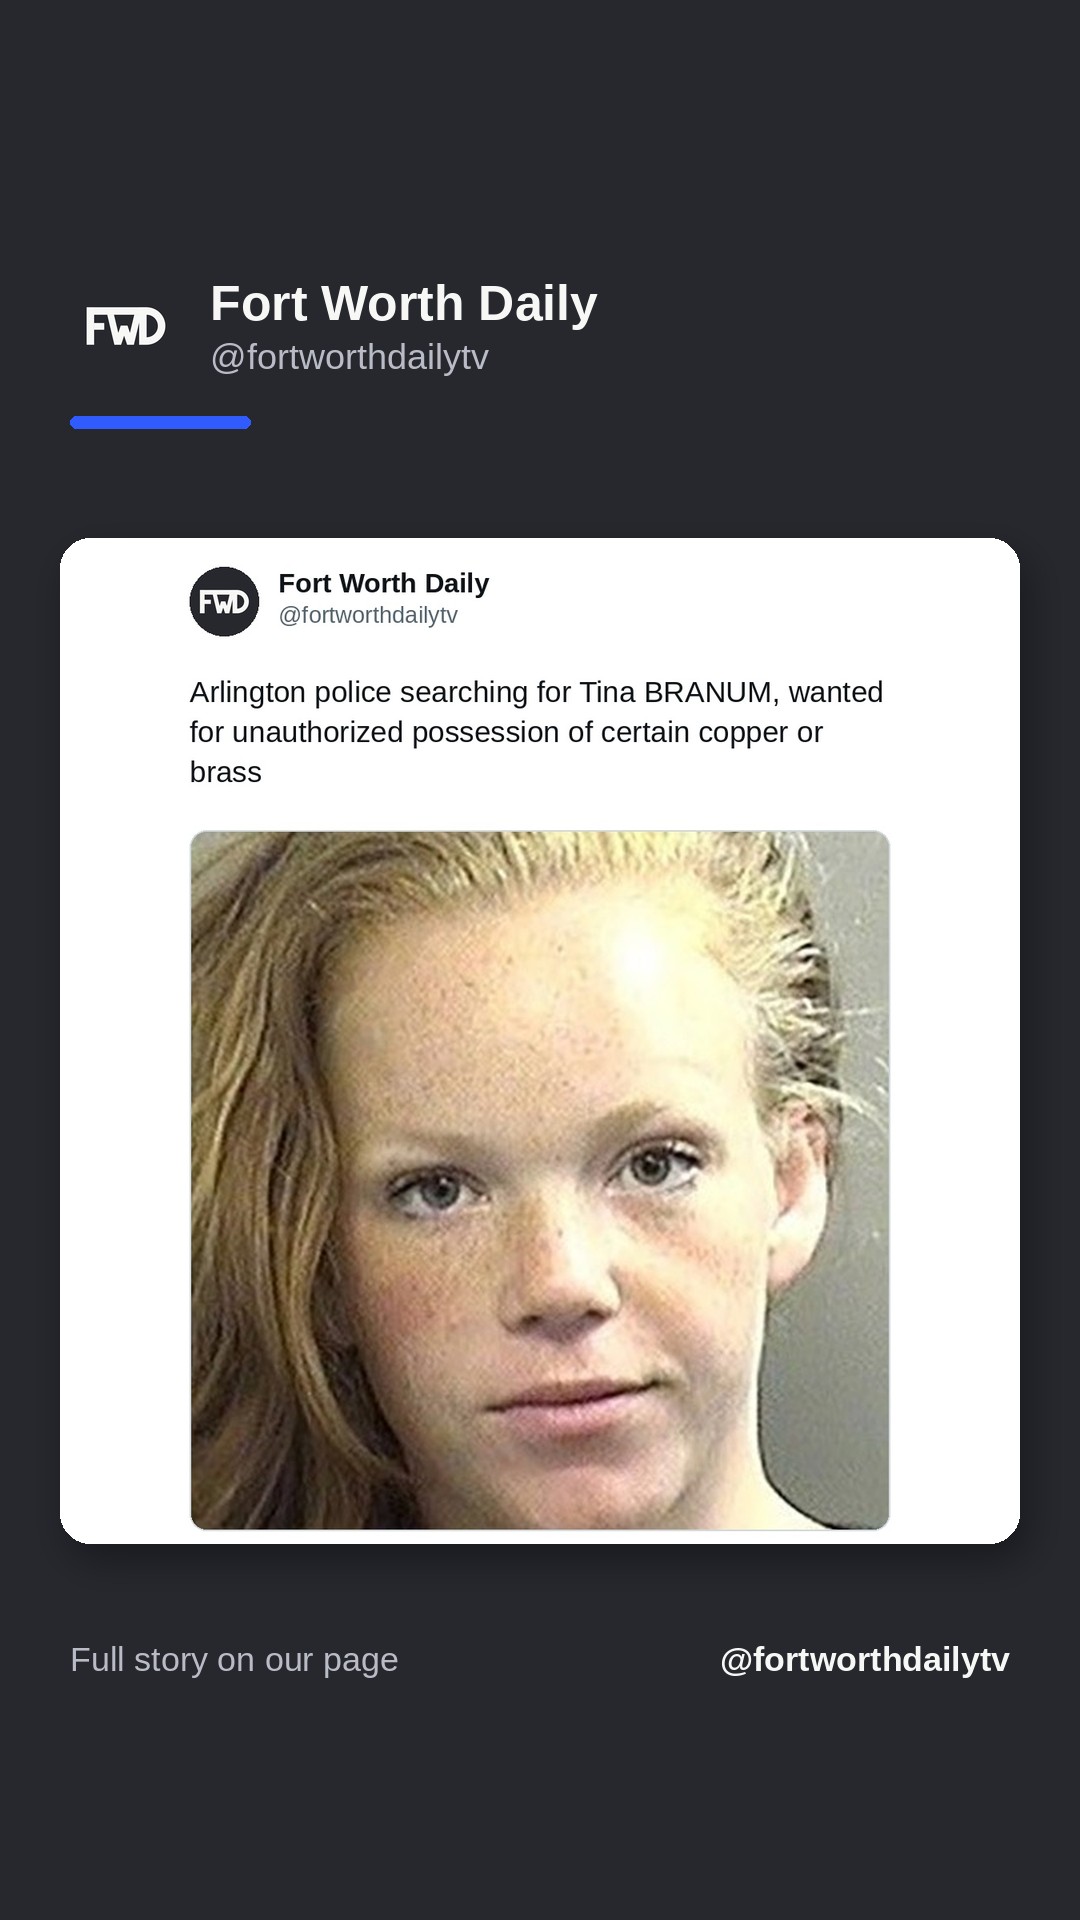 FWD
Fort Worth Daily
@fortworthdailytv
FWD
Fort Worth Daily
@fortworthdailytv
Arlington police searching for Tina BRANUM, wanted
for unauthorized possession of certain copper or
brass
Full story on our page
@fortworthdailytv